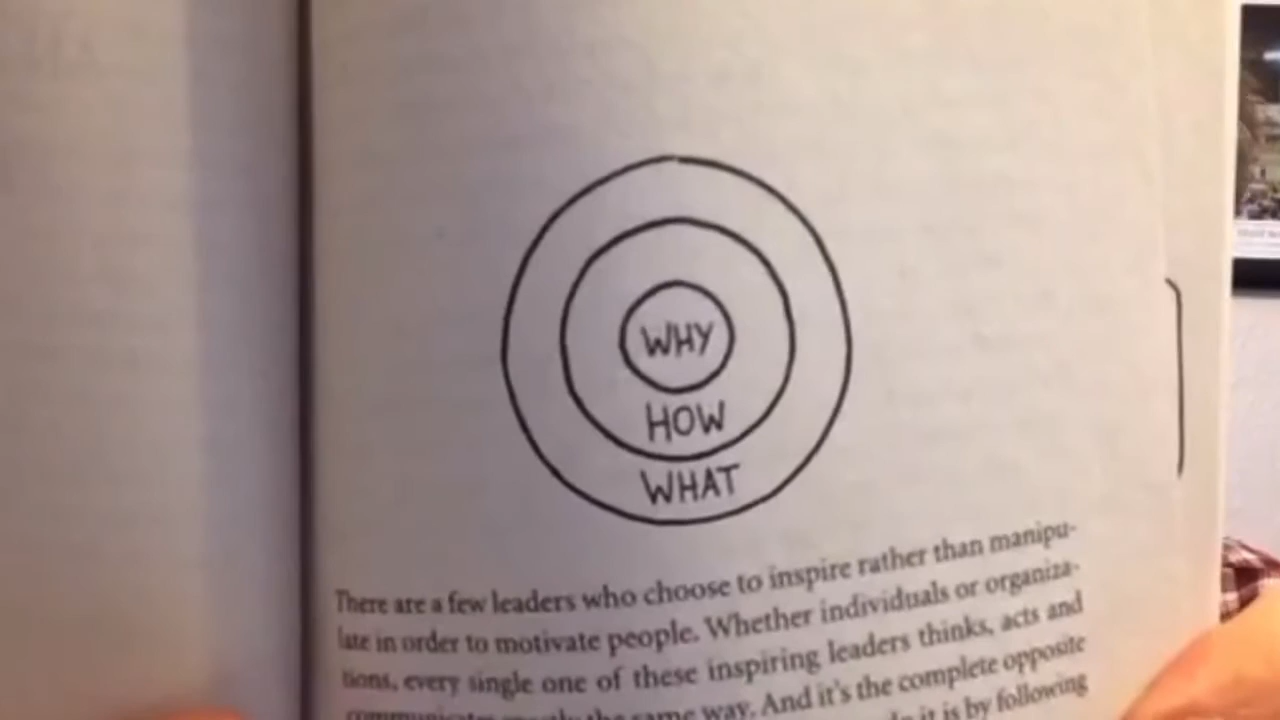 WHY
HOW
WHAT
There are a few leaders who choose to inspire rather than manipu-
late in order to motivate people. Whether individuals or organiza-
tions, every single one of these inspiring leaders thinks, acts and
the same way. And it's the complete opposite
it is by following